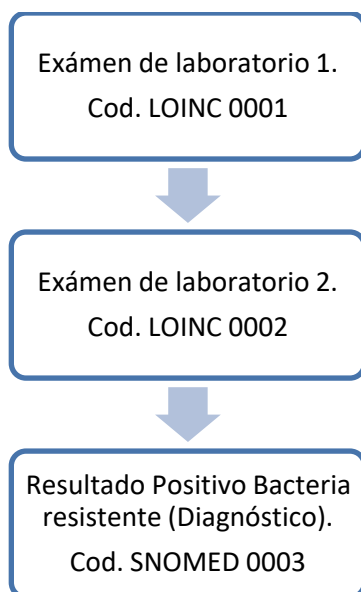 Exámen de laboratorio 1.
Cod. LOINC 0001
Exámen de laboratorio 2.
Cod. LOINC 0002
Resultado Positivo Bacteria
resistente (Diagnóstico).
Cod. SNOMED 0003